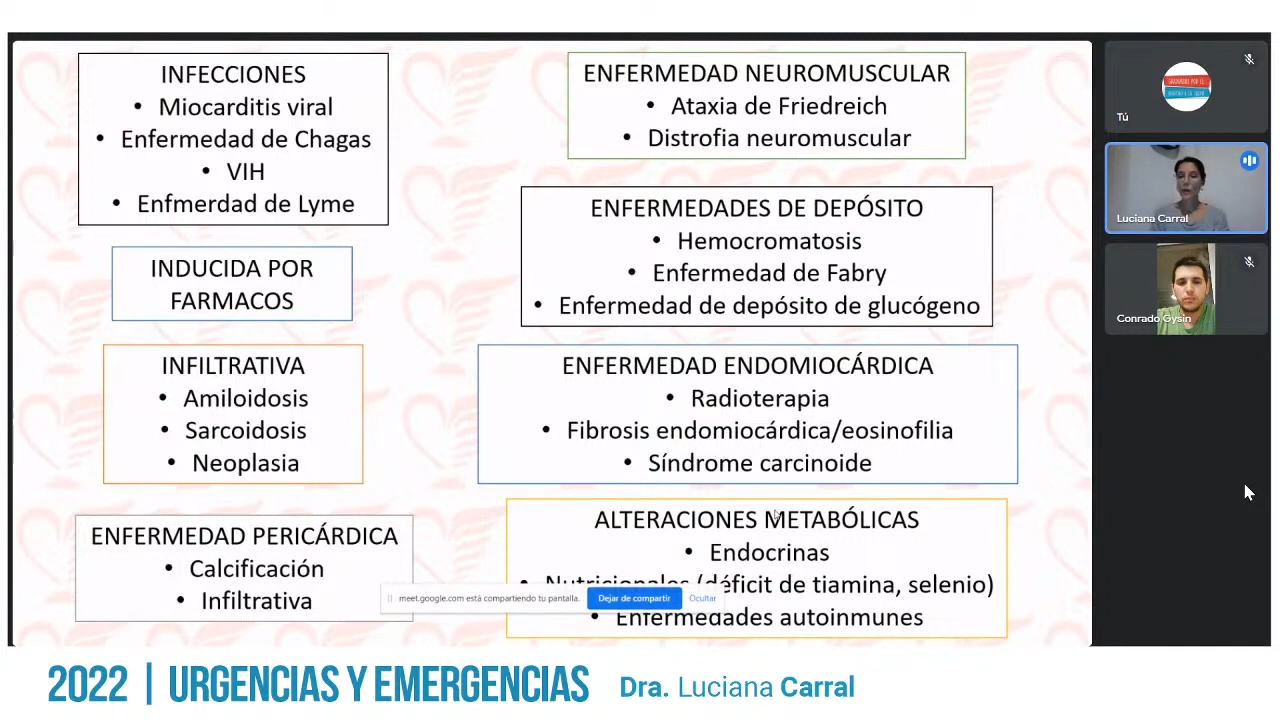 INFECCIONES
• Miocarditis viral
• Enfermedad de Chagas
• VIH
• Enfmerdad de Lyme
INDUCIDA POR
FARMACOS
INFILTRATIVA
• Amiloidosis
• Sarcoidosis
• Neoplasia
ENFERMEDAD PERICÁRDICA
• Calcificación
• Infiltrativa
ENFERMEDAD NEUROMUSCULAR
• Ataxia de Friedreich
• Distrofia neuromuscular
ENFERMEDADES DE DEPÓSITO
• Hemocromatosis
• Enfermedad de Fabry
• Enfermedad de depósito de glucógeno
ENFERMEDAD ENDOMIOCÁRDICA
• Radioterapia
• Fibrosis endomiocárdica/eosinofilia
• Síndrome carcinoide
ALTERACIONES METABÓLICAS
• Endocrinas
• Nutricionales (déficit de tiamina, selenio)
• Enfermedades autoinmunes
meet.google.com está compartiendo tu pantalla. Dejar de compartir Ocultar
Tú
Luciana Carral
Conrado Gysin
2022 | URGENCIAS Y EMERGENCIAS Dra. Luciana Carral